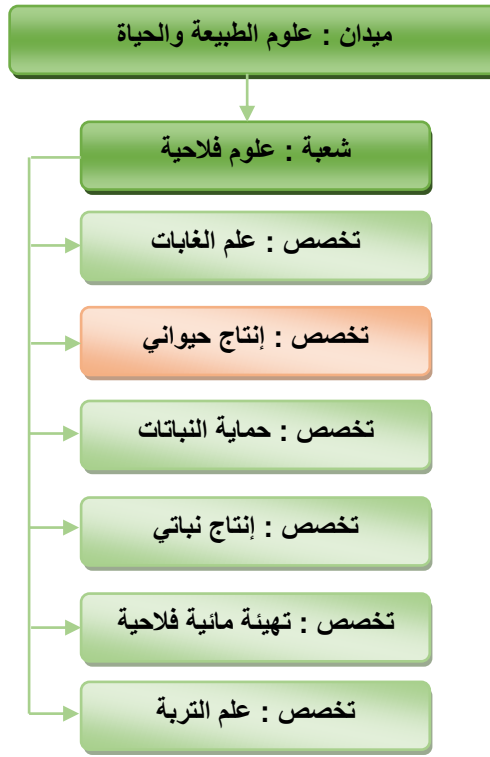 ميدان : علوم الطبيعة والحياة
شعبة : علوم فلاحية
تخصص : علم الغابات
تخصص : إنتاج حيواني
تخصص : حماية النباتات
تخصص : إنتاج نباتي
تخصص : تهيئة مائية فلاحية
تخصص : علم التربة